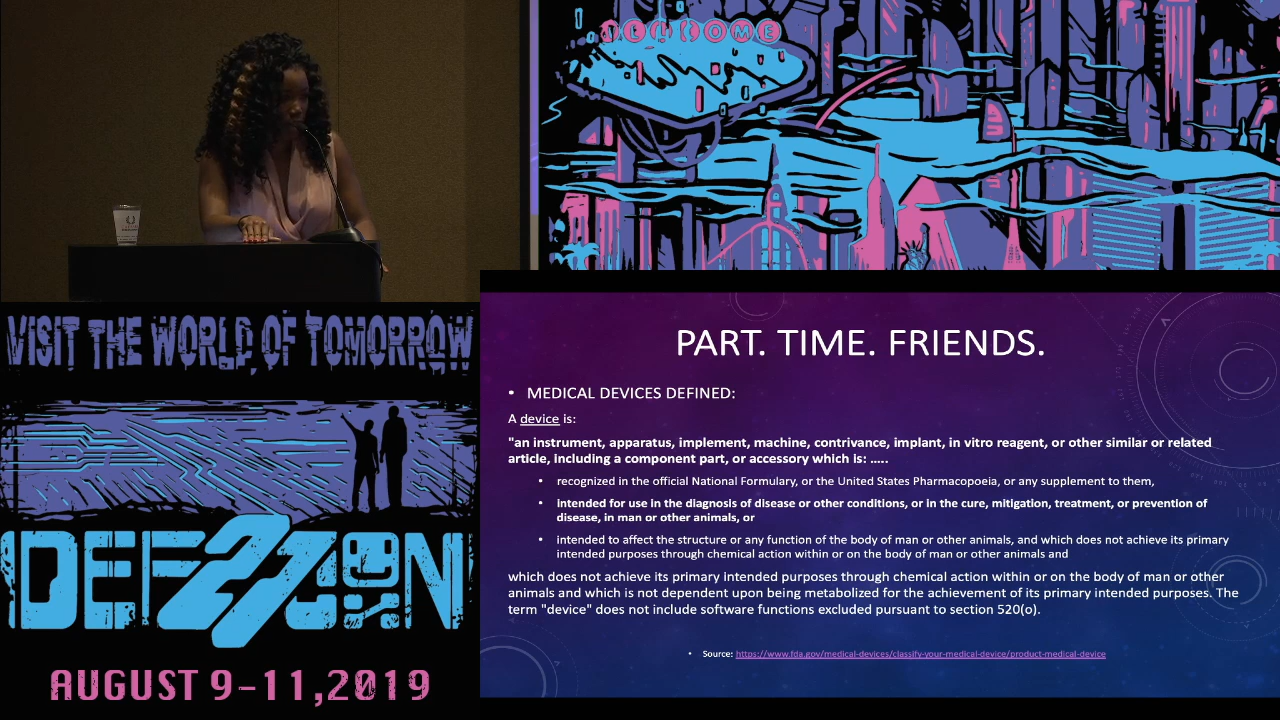 WELCOME
VISIT THE WORLD OF TOMORROW
DEF 27 CON
AUGUST 9-11,2019
PART. TIME. FRIENDS.
• MEDICAL DEVICES DEFINED:
A device is:
"an instrument, apparatus, implement, machine, contrivance, implant, in vitro reagent, or other similar or related
article, including a component part, or accessory which is: .....
• recognized in the official National Formulary, or the United States Pharmacopoeia, or any supplement to them,
• intended for use in the diagnosis of disease or other conditions, or in the cure, mitigation, treatment, or prevention of
disease, in man or other animals, or
• intended to affect the structure or any function of the body of man or other animals, and which does not achieve its primary
intended purposes through chemical action within or on the body of man or other animals and
which does not achieve its primary intended purposes through chemical action within or on the body of man or other
animals and which is not dependent upon being metabolized for the achievement of its primary intended purposes. The
term "device" does not include software functions excluded pursuant to section 520(o).
• Source: https://www.fda.gov/medical-devices/classify-your-medical-device/product-medical-device